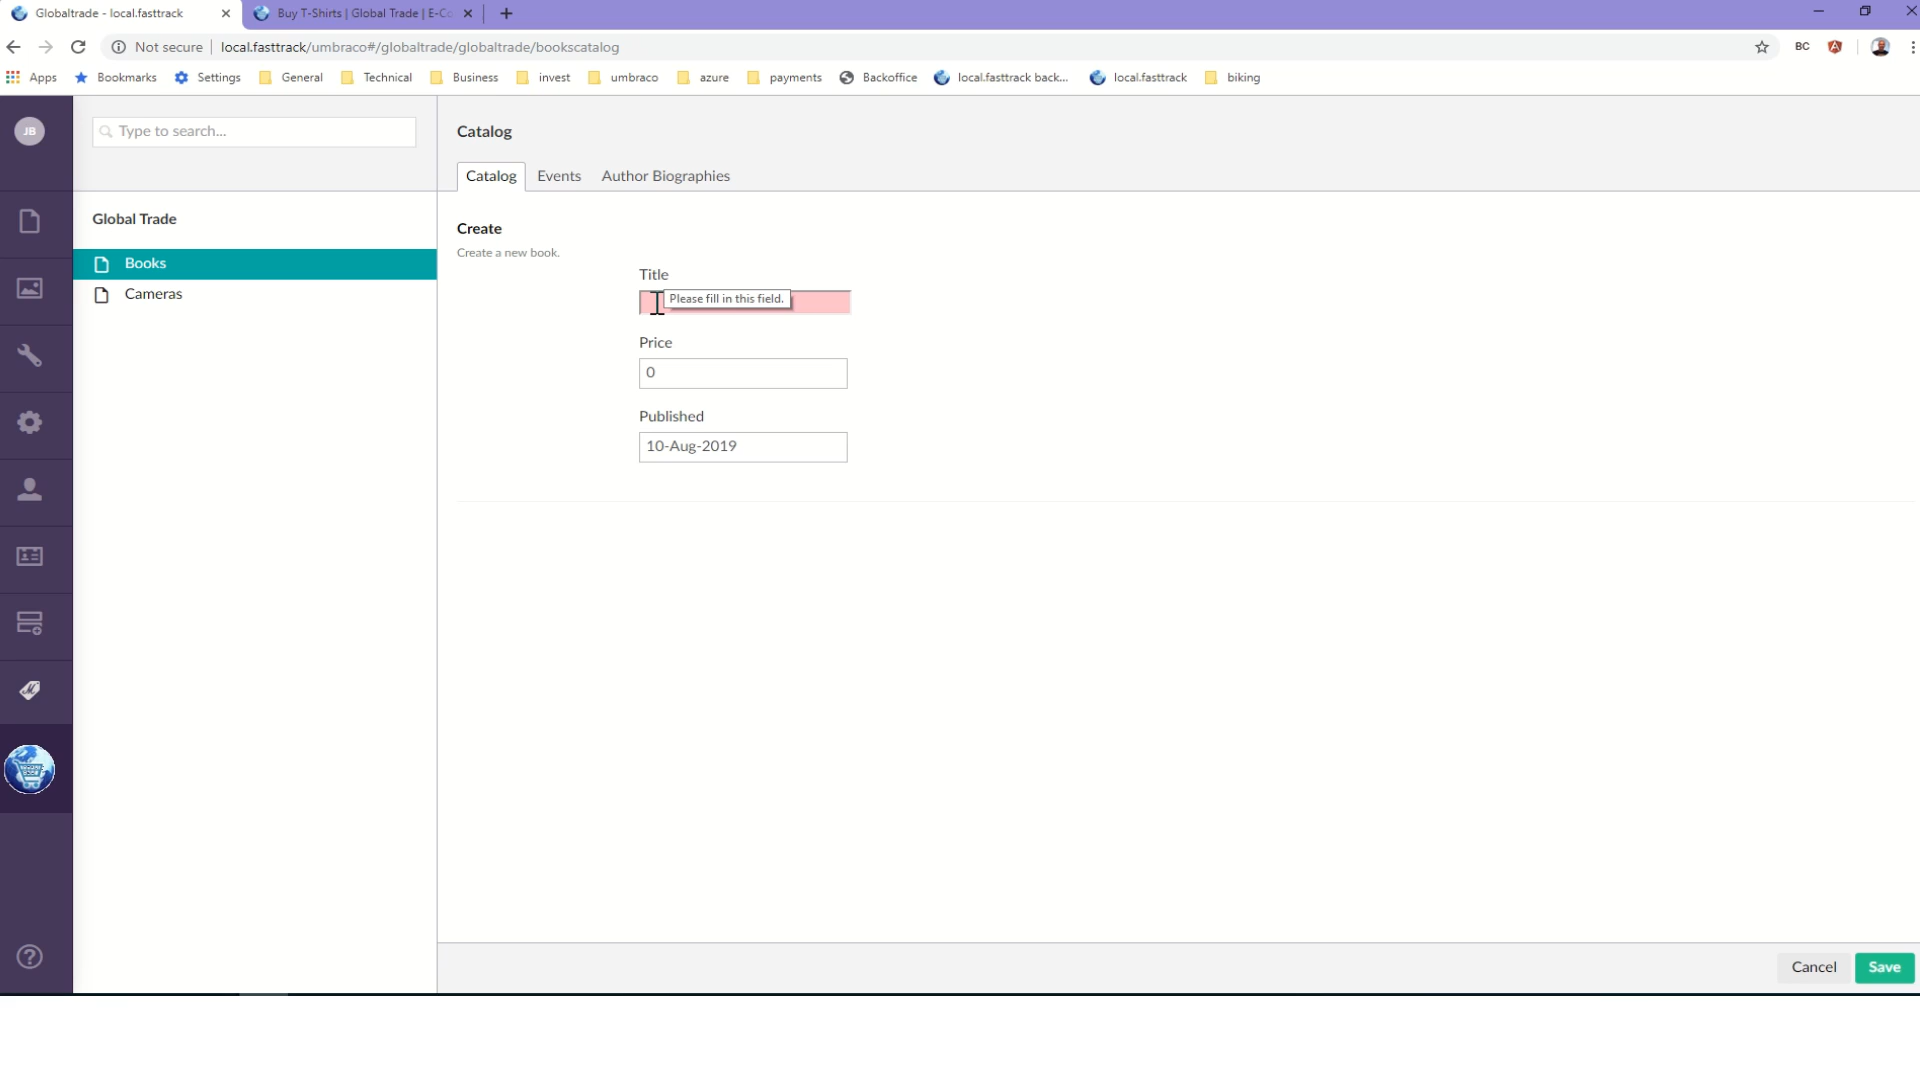 Globaltrade - local.fasttrack
Buy T-Shirts | Global Trade | E-Co
Not secure local.fasttrack/umbraco#/globaltrade/globaltrade/bookscatalog
BC
Apps Bookmarks Settings General Technical Business invest umbraco azure payments Backoffice local.fasttrack back... local.fasttrack biking
JB
Type to search...
Catalog
Catalog Events Author Biographies
Global Trade
Books
Cameras
Create
Create a new book.
Title
Please fill in this field.
Price
0
Published
10-Aug-2019
Cancel Save